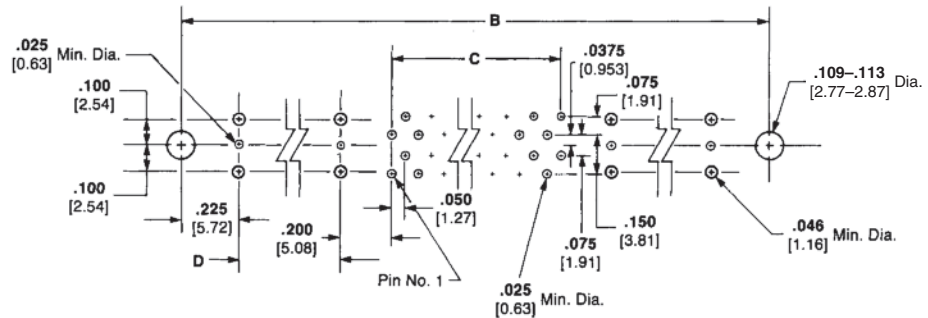 B
.025
[0.63] Min. Dia.
C
.0375
[0.953]
.109–.113
[2.77–2.87] Dia.
.100
[2.54]
.075
[1.91]
.100
[2.54]
.050
[1.27]
.225
[5.72]
.200
[5.08]
.150
[3.81]
.046
[1.16] Min. Dia.
.075
[1.91]
D
Pin No. 1
.025
[0.63] Min. Dia.